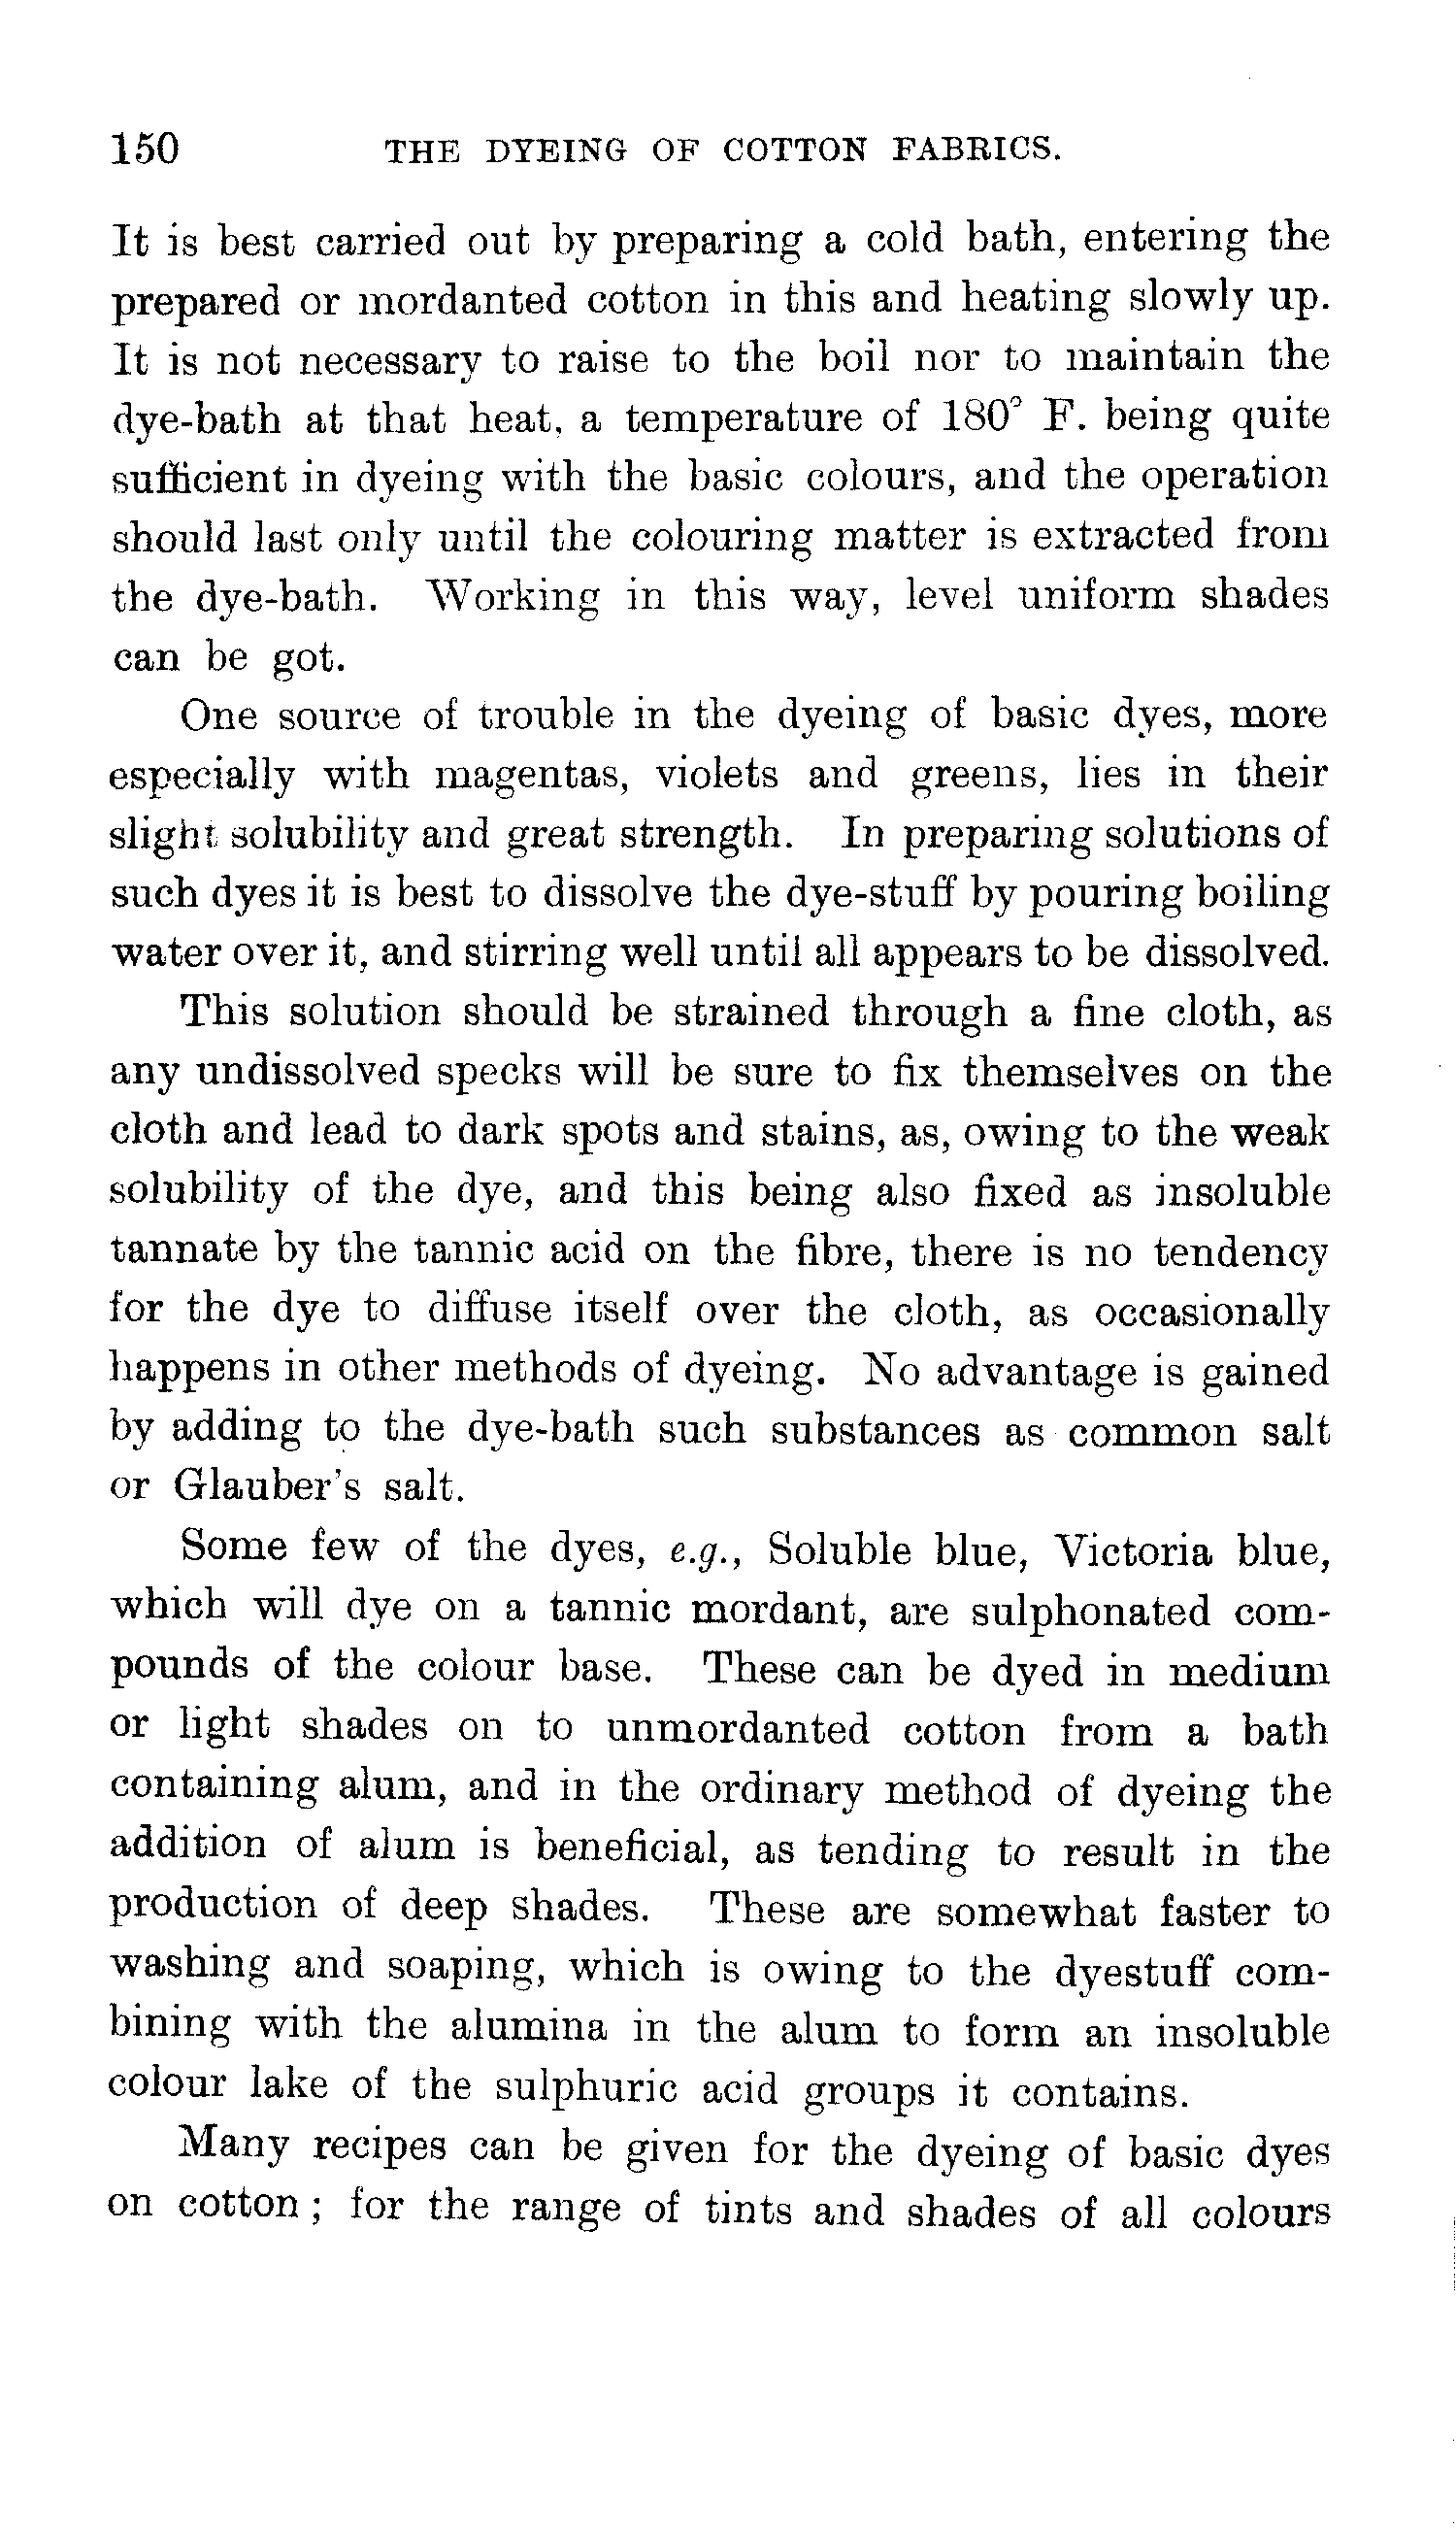 150 THE DYEING OF COTTON FABRICS.
It is best carried out by preparing a cold bath, entering the
prepared or mordanted cotton in this and heating slowly up.
It is not necessary to raise to the boil nor to maintain the
dye-bath at that heat, a temperature of 180° F. being quite
sufficient in dyeing with the basic colours, and the operation
should last only until the colouring matter is extracted from
the dye-bath. Working in this way, level uniform shades
can be got.
One source of trouble in the dyeing of basic dyes, more
especially with magentas, violets and greens, lies in their
slight solubility and great strength. In preparing solutions of
such dyes it is best to dissolve the dye-stuff by pouring boiling
water over it, and stirring well until all appears to be dissolved.
This solution should be strained through a fine cloth, as
any undissolved specks will be sure to fix themselves on the
cloth and lead to dark spots and stains, as, owing to the weak
solubility of the dye, and this being also fixed as insoluble
tannate by the tannic acid on the fibre, there is no tendency
for the dye to diffuse itself over the cloth, as occasionally
happens in other methods of dyeing. No advantage is gained
by adding to the dye-bath such substances as common salt
or Glauber's salt.
Some few of the dyes, e.g., Soluble blue, Victoria blue,
which will dye on a tannic mordant, are sulphonated com-
pounds of the colour base. These can be dyed in medium
or light shades on to unmordanted cotton from a bath
containing alum, and in the ordinary method of dyeing the
addition of alum is beneficial, as tending to result in the
production of deep shades. These are somewhat faster to
washing and soaping, which is owing to the dyestuff com-
bining with the alumina in the alum to form an insoluble
colour lake of the sulphuric acid groups it contains.
Many recipes can be given for the dyeing of basic dyes
on cotton; for the range of tints and shades of all colours